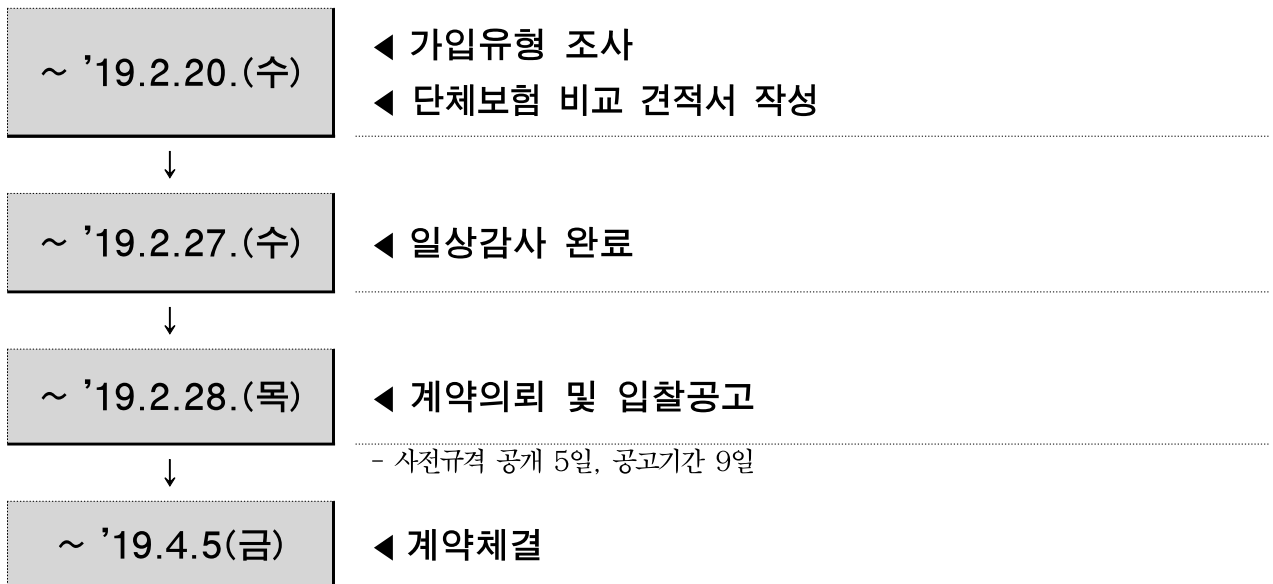 ~ ’19.2.20.(수)
◀ 가입유형 조사
◀ 단체보험 비교 견적서 작성
↓
~ ’19.2.27.(수)
◀ 일상감사 완료
↓
~ ’19.2.28.(목)
◀ 계약의뢰 및 입찰공고
- 사전규격 공개 5일, 공고기간 9일
↓
~ ’19.4.5(금)
◀ 계약체결